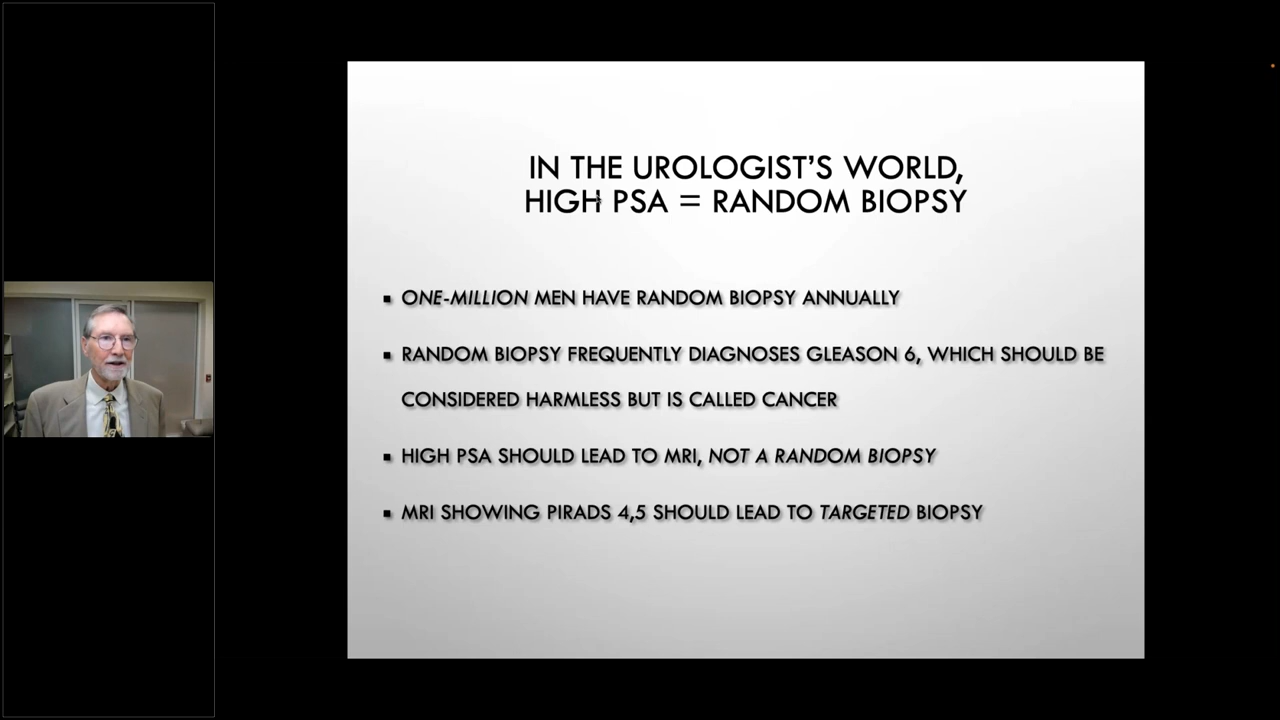 IN THE UROLOGIST’S WORLD,
HIGH PSA = RANDOM BIOPSY
▪ ONE-MILLION MEN HAVE RANDOM BIOPSY ANNUALLY
▪ RANDOM BIOPSY FREQUENTLY DIAGNOSES GLEASON 6, WHICH SHOULD BE
CONSIDERED HARMLESS BUT IS CALLED CANCER
▪ HIGH PSA SHOULD LEAD TO MRI, NOT A RANDOM BIOPSY
▪ MRI SHOWING PIRADS 4,5 SHOULD LEAD TO TARGETED BIOPSY